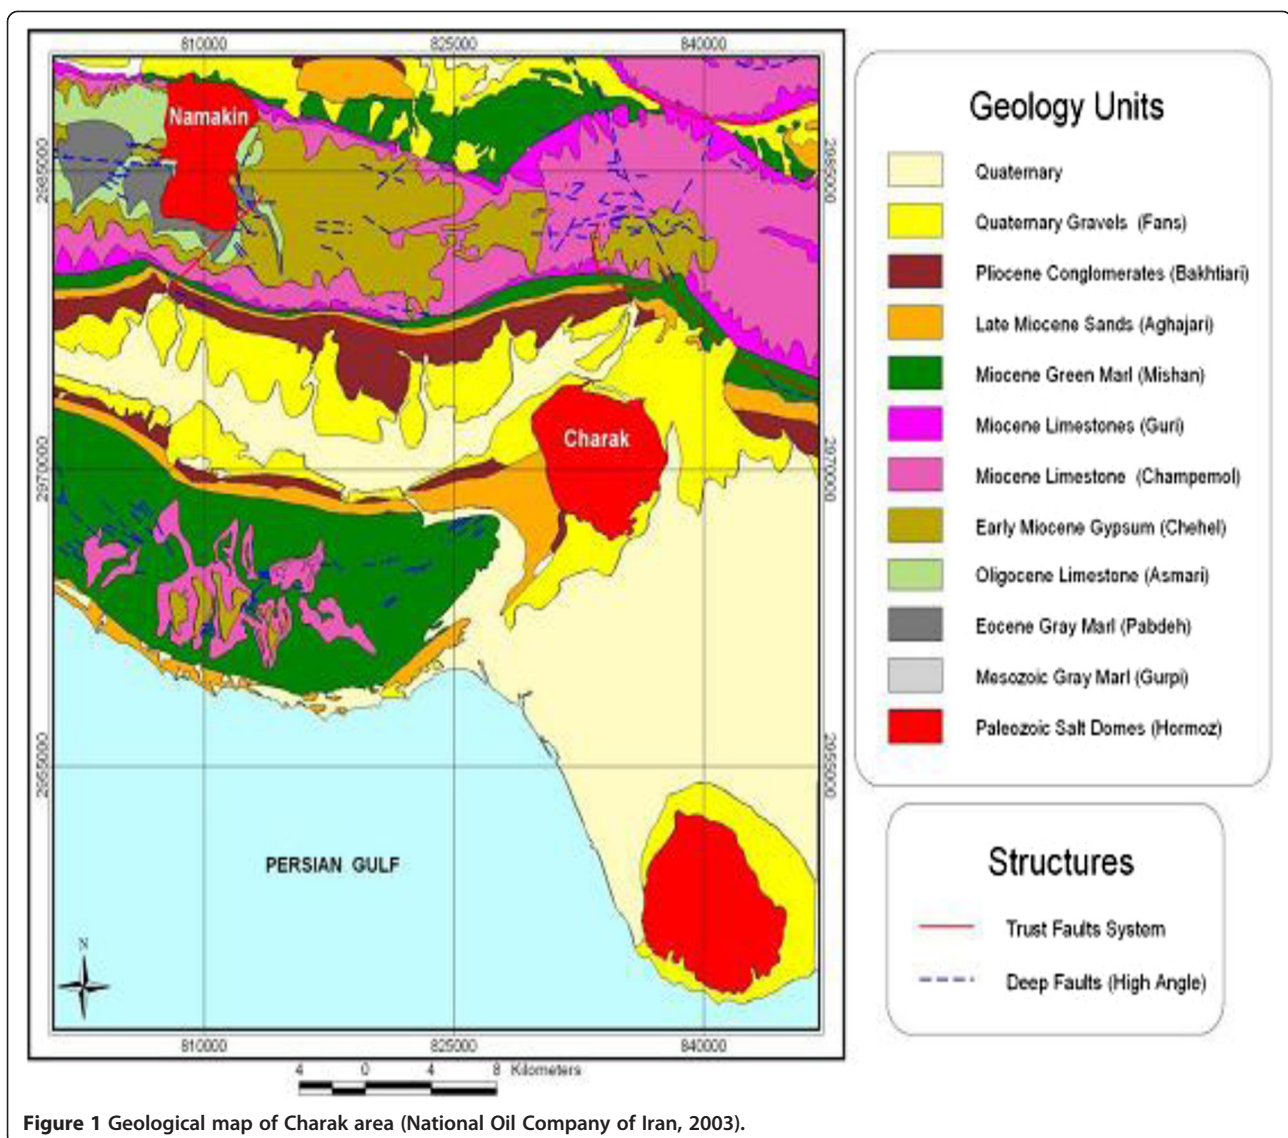 810000
825000
840000
Namakin
2985000
2985000
Charak
2970000
2970000
2955000
2955000
PERSIAN GULF
N
810000
825000
840000
4 0 4 8 Kilometers
Geology Units
Quaternary
Quaternary Gravels (Fans)
Pliocene Conglomerates (Bakhtiari)
Late Miocene Sands (Aghajari)
Miocene Green Marl (Mishan)
Miocene Limestones (Guri)
Miocene Limestone (Champemol)
Early Miocene Gypsum (Chehel)
Oligocene Limestone (Asmari)
Eocene Gray Marl (Pabdeh)
Mesozoic Gray Marl (Gurpi)
Paleozoic Salt Domes (Hormoz)
Structures
Trust Faults System
Deep Faults (High Angle)
Figure 1 Geological map of Charak area (National Oil Company of Iran, 2003).